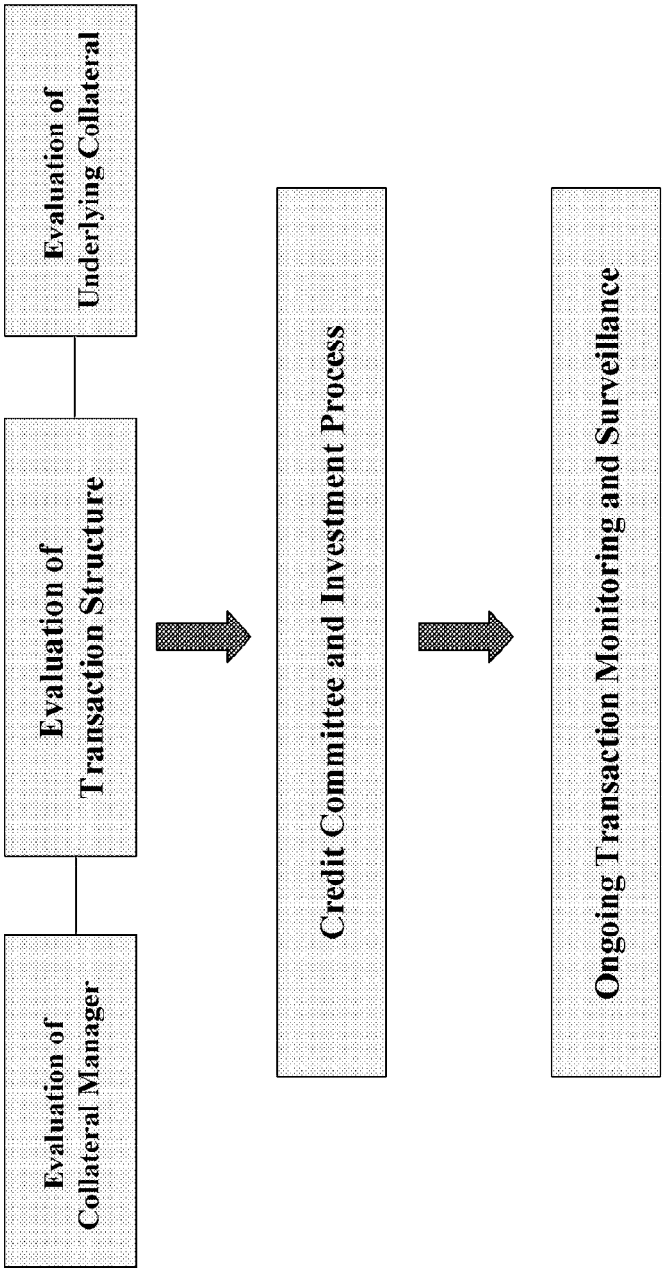 Evaluation of
Collateral Manager
Evaluation of
Transaction Structure
Evaluation of
Underlying Collateral
Credit Committee and Investment Process
Ongoing Transaction Monitoring and Surveillance